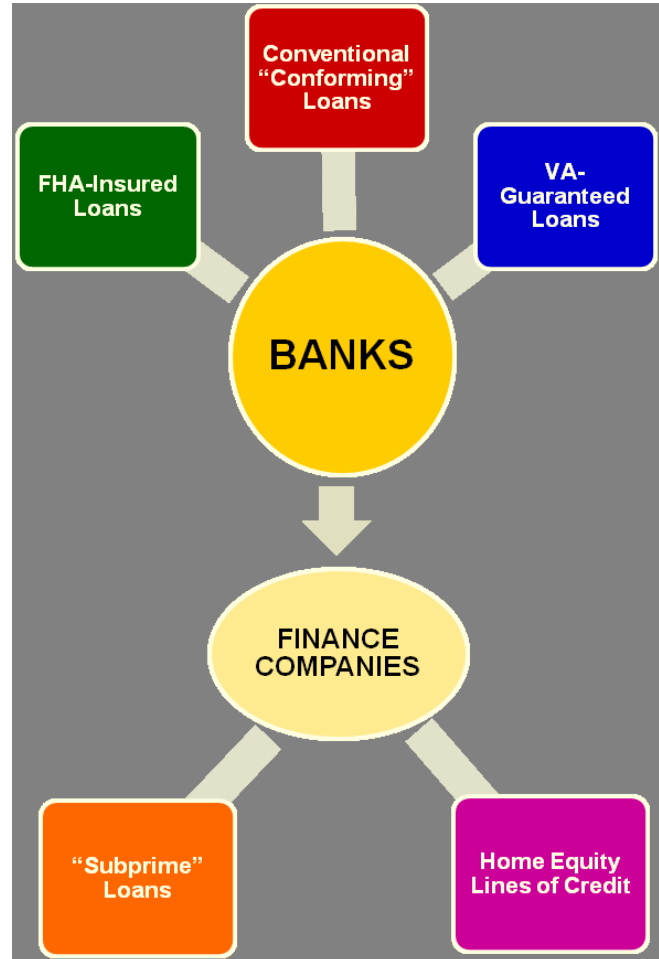 Conventional
“Conforming”
Loans
FHA-Insured
Loans
VA-
Guaranteed
Loans
BANKS
FINANCE
COMPANIES
“Subprime”
Loans
Home Equity
Lines of Credit